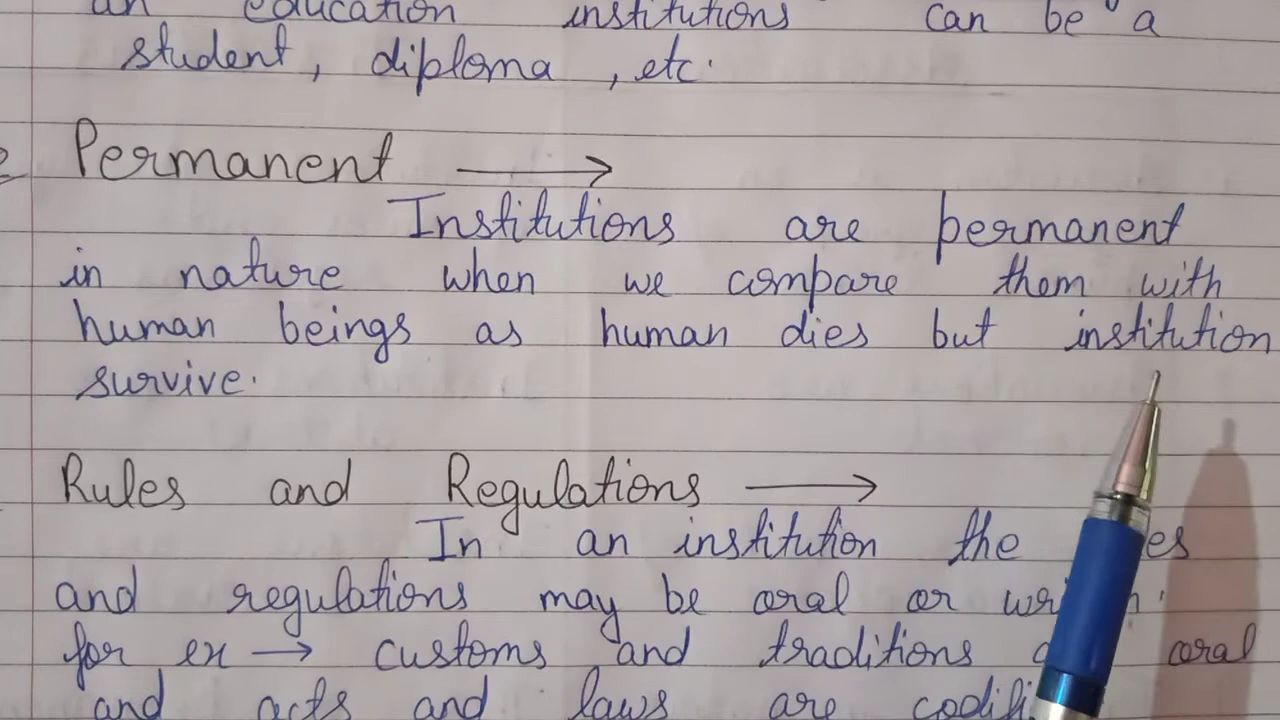 an education institutions can be a
student, diploma, etc.
Permanent →
Institutions are permanent
in nature when we compare them with
human beings as human dies but institution
survive.
Rules and Regulations →
In an institution the
and regulations may be oral or
for ex → customs and traditions oral
and acts and laws are